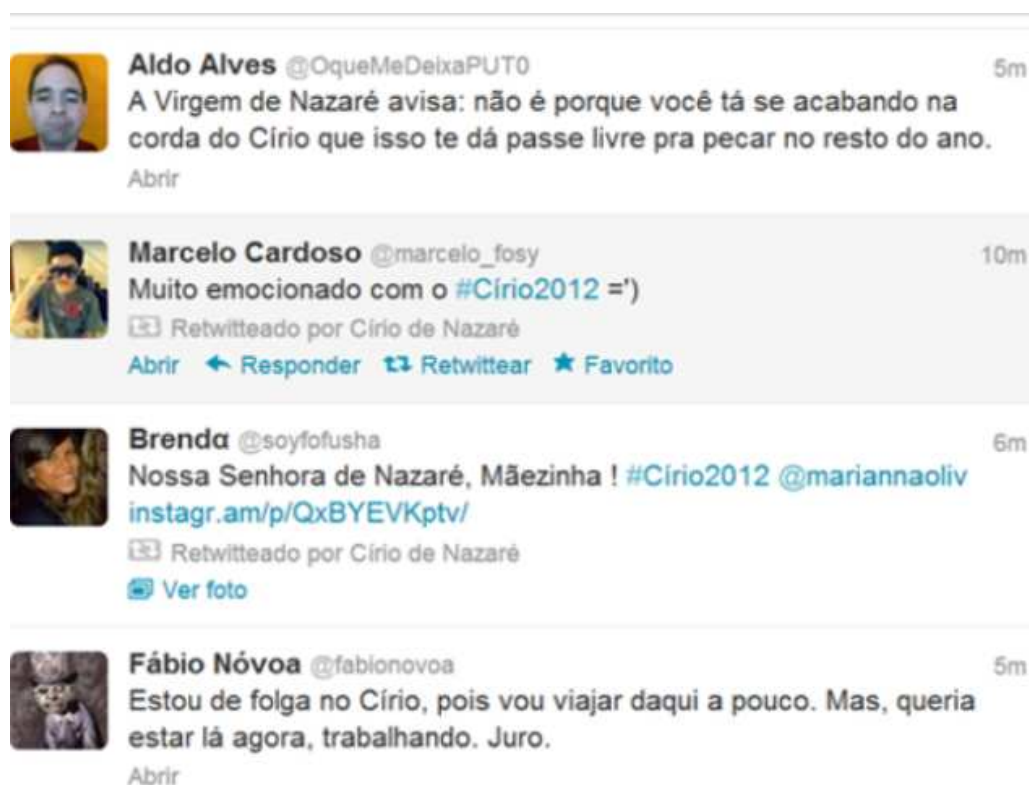 Aldo Alves @OqueMeDeixaPUT0 5m
A Virgem de Nazaré avisa: não é porque você tá se acabando na
corda do Círio que isso te dá passe livre pra pecar no resto do ano.
Abrir
Marcelo Cardoso @marcelo_fosy 10m
Muito emocionado com o #Círio2012 =')
Retwitteado por Círio de Nazaré
Abrir Responder Retwittear Favorito
Brendα @soyfofusha 6m
Nossa Senhora de Nazaré, Mãezinha ! #Círio2012 @mariannaoliv
instagr.am/p/QxBYEVKptv/
Retwitteado por Círio de Nazaré
Ver foto
Fábio Nóvoa @fabionovoa 5m
Estou de folga no Círio, pois vou viajar daqui a pouco. Mas, queria
estar lá agora, trabalhando. Juro.
Abrir